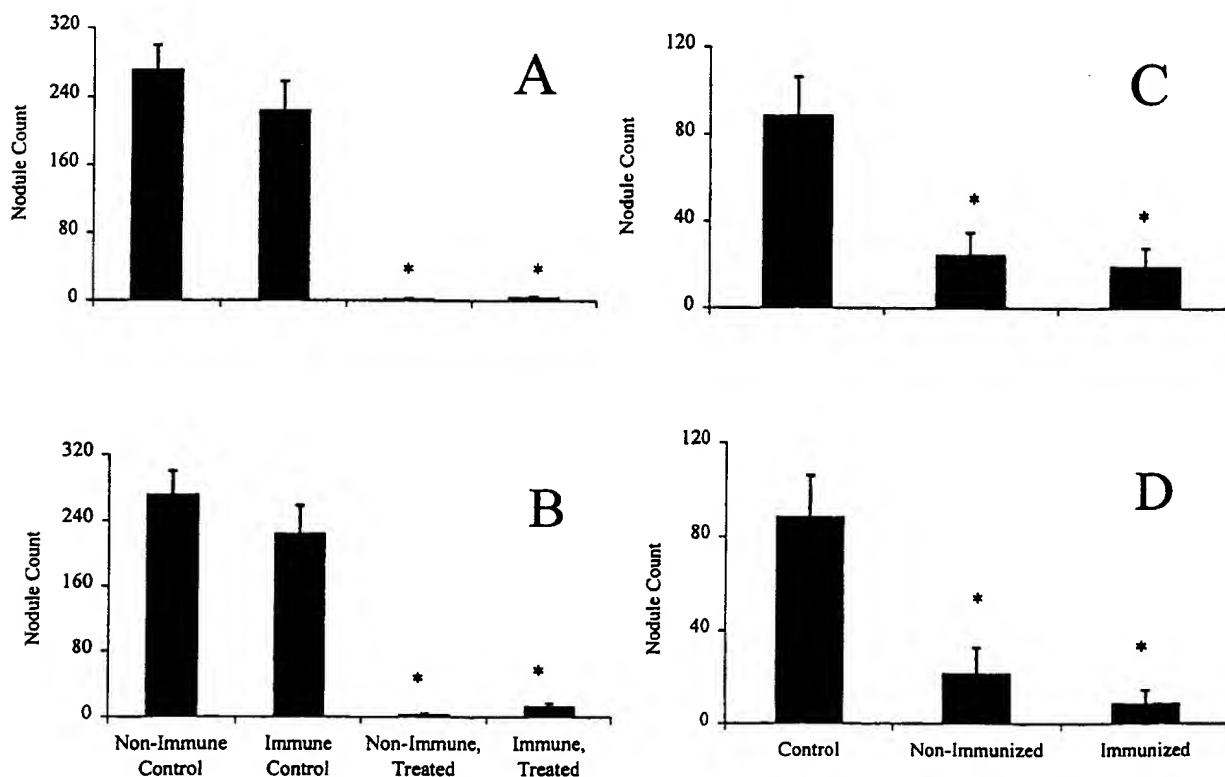 320
240
160
80
0
Nodule Count
A
*
*
120
80
40
0
Nodule Count
C
*
*
320
240
160
80
0
Nodule Count
B
*
*
Non-Immune
Control
Immune
Control
Non-Immune,
Treated
Immune,
Treated
120
80
40
0
Nodule Count
D
*
*
Control
Non-Immunized
Immunized